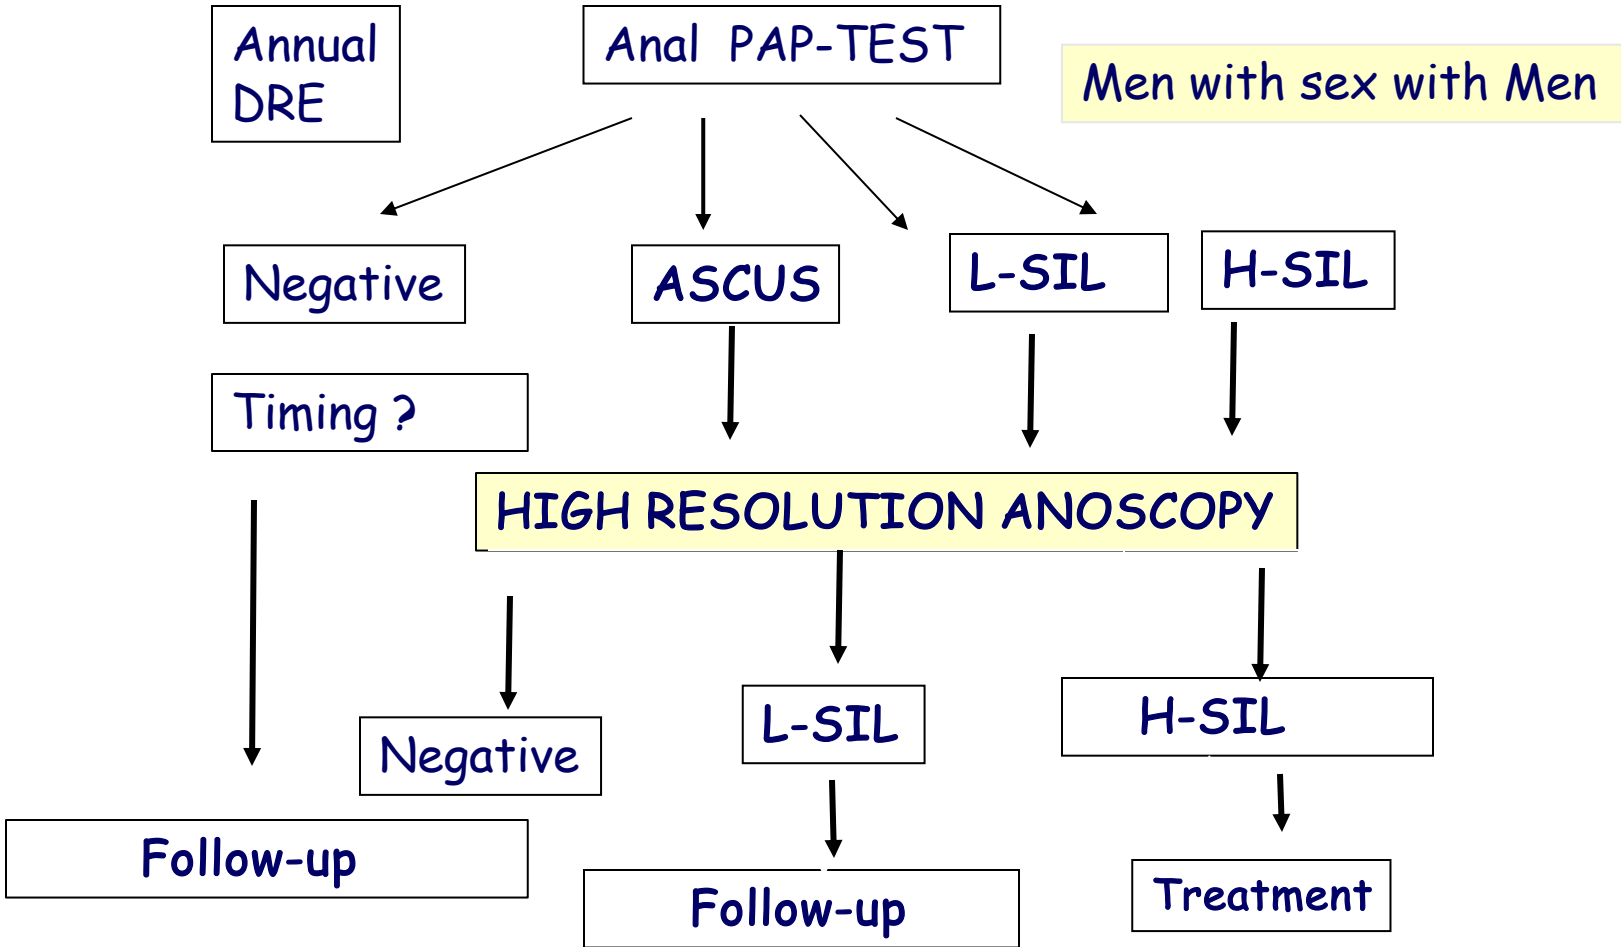 Annual
DRE
Anal PAP-TEST
Men with sex with Men
Negative
ASCUS
L-SIL
H-SIL
Timing ?
HIGH RESOLUTION ANOSCOPY
Negative
L-SIL
H-SIL
Follow-up
Follow-up
Treatment